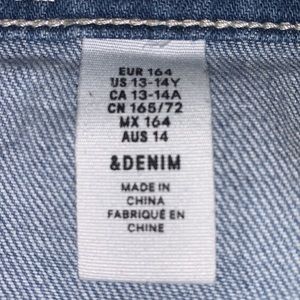 EUR 164
US 13-14Y
CA 13-14A
CN 165/72
MX 164
AUS 14
&DENIM
MADE IN
CHINA
FABRIQUÉ EN
CHINE